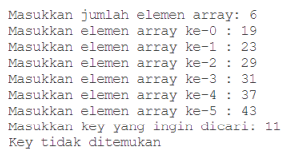 Masukkan jumlah elemen array: 6
Masukkan elemen array ke-0 : 19
Masukkan elemen array ke-1 : 23
Masukkan elemen array ke-2 : 29
Masukkan elemen array ke-3 : 31
Masukkan elemen array ke-4 : 37
Masukkan elemen array ke-5 : 43
Masukkan key yang ingin dicari: 11
Key tidak ditemukan